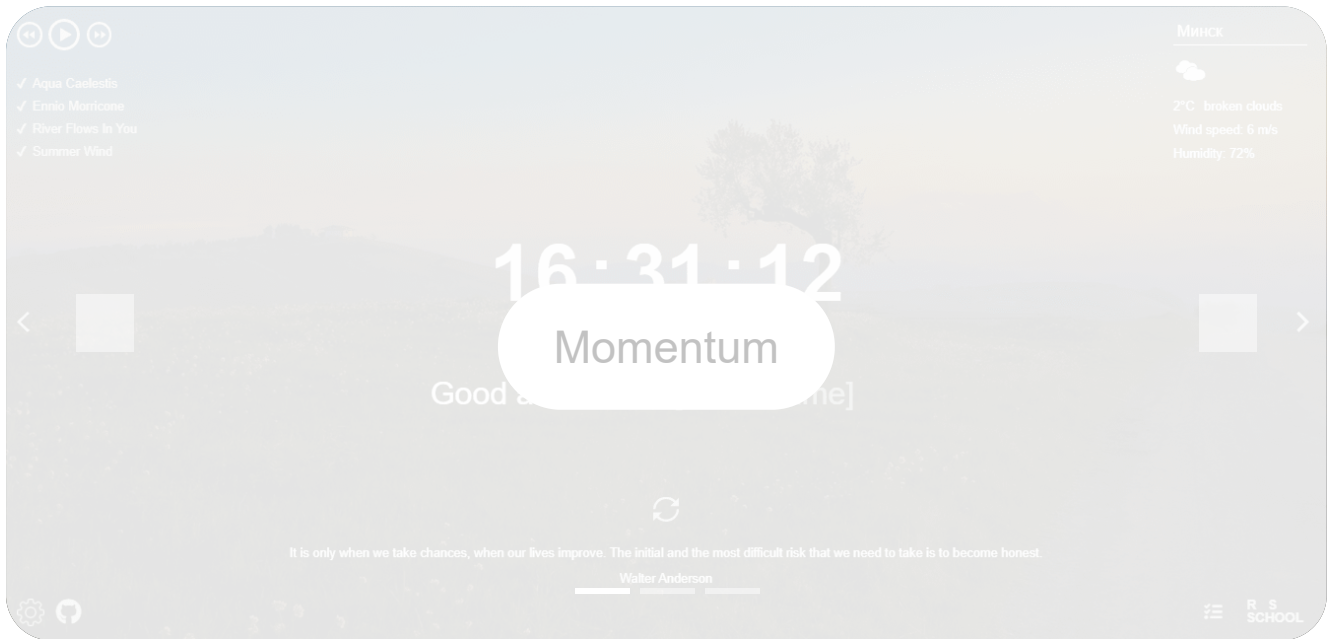 Минск
✓ Aqua Caelestis
✓ Ennio Morricone
✓ River Flows In You
✓ Summer Wind
2°C broken clouds
Wind speed: 6 m/s
Humidity: 72%
16:31:12
Momentum
Good
It is only when we take chances, when our lives improve. The initial and the most difficult risk that we need to take is to become honest.
Walter Anderson
R S
SCHOOL